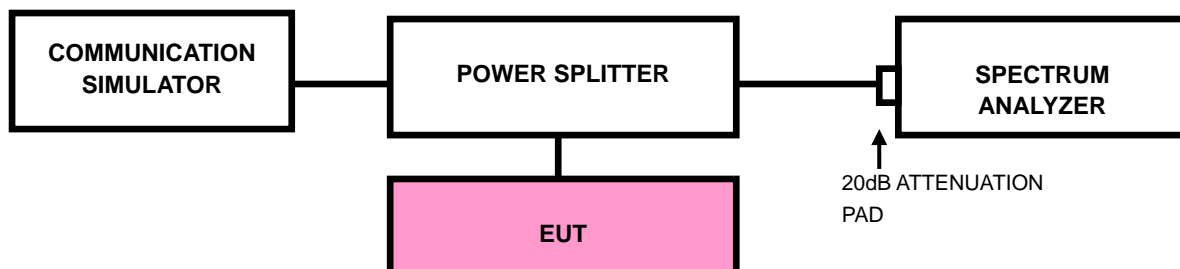 COMMUNICATION
SIMULATOR
POWER SPLITTER
SPECTRUM
ANALYZER
20dB ATTENUATION
PAD
EUT